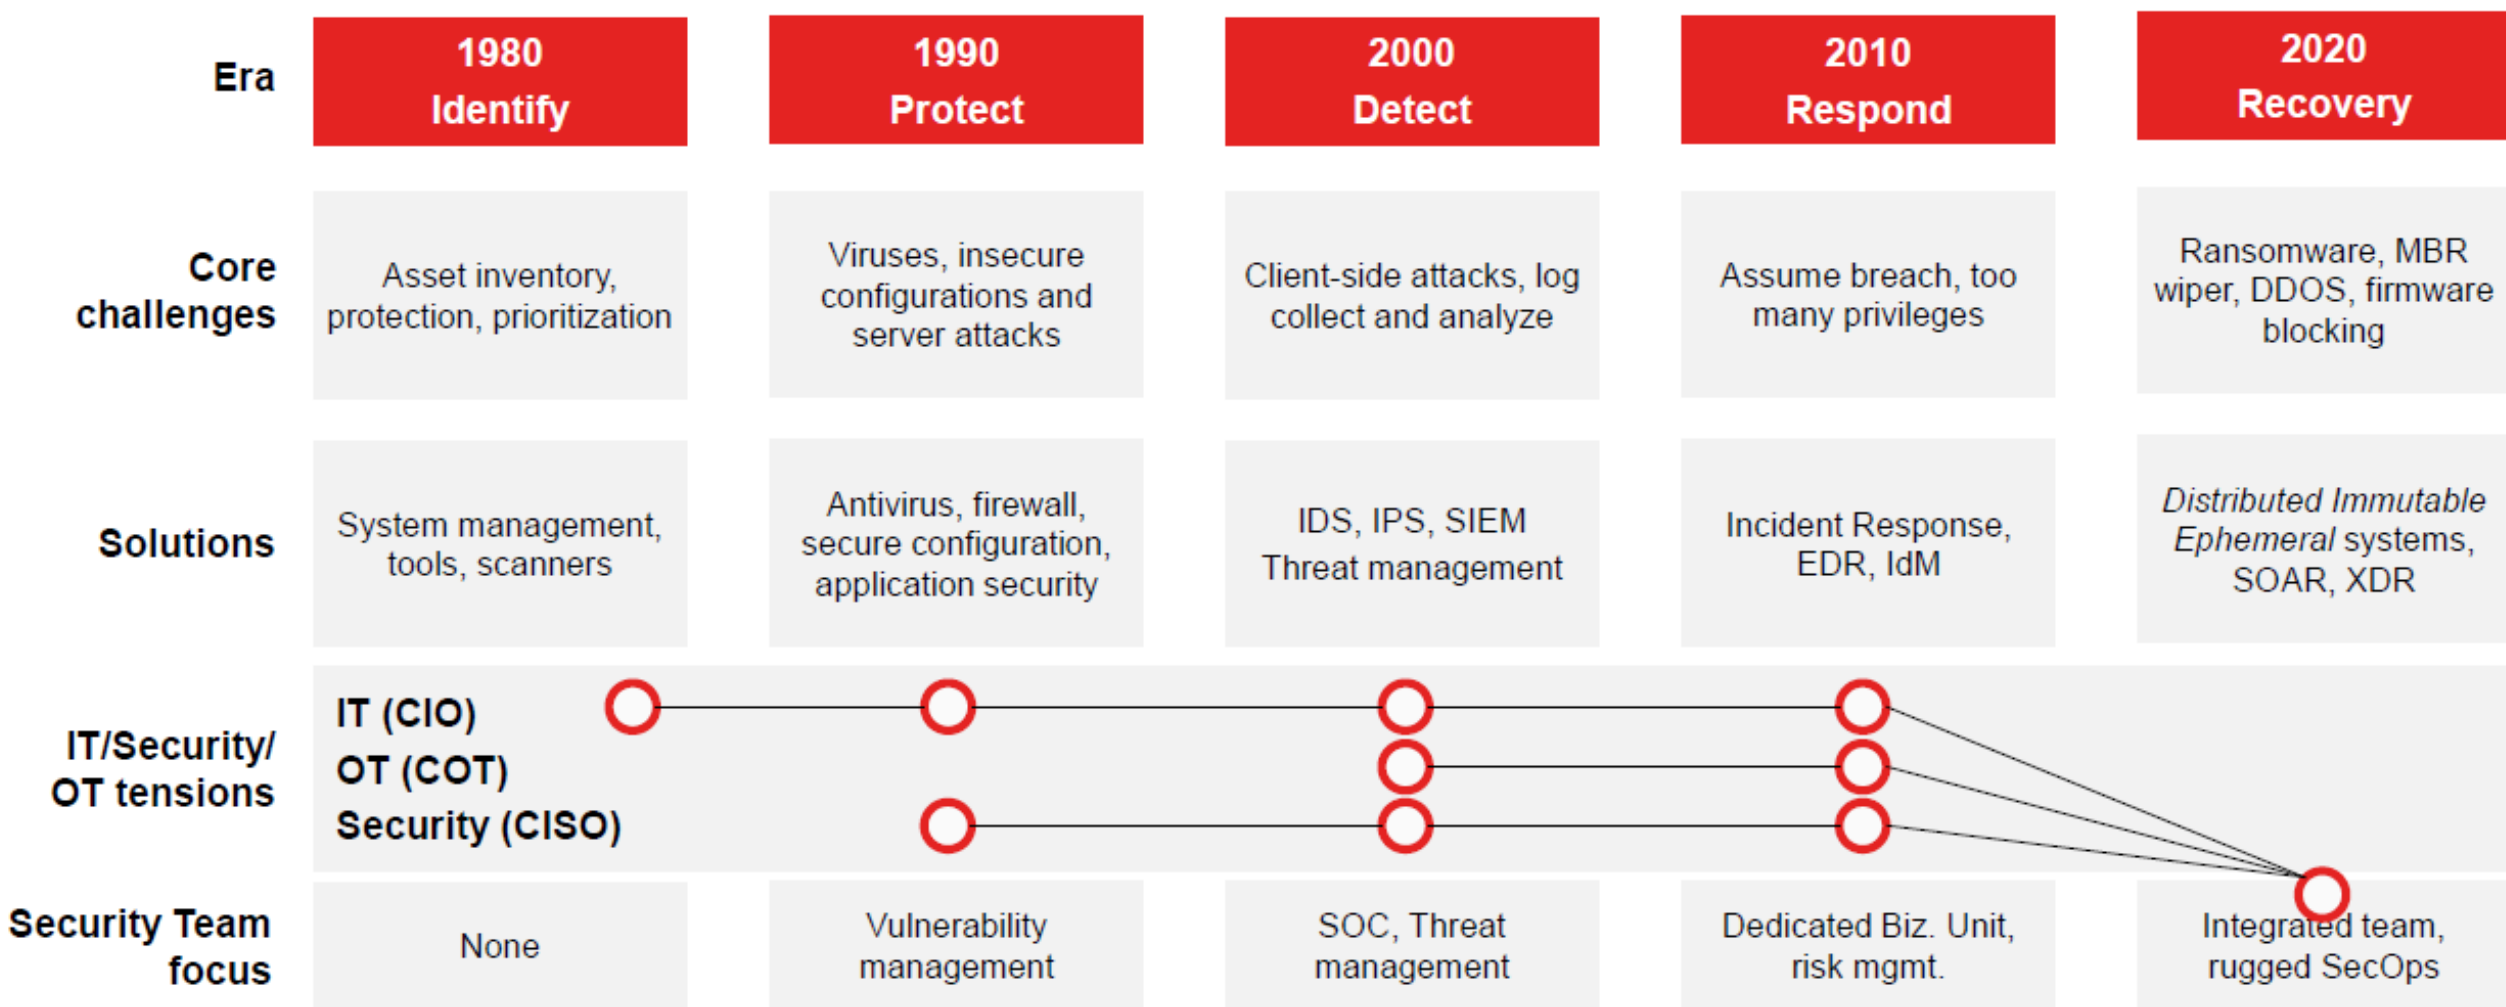 Era
1980
Identify
1990
Protect
2000
Detect
2010
Respond
2020
Recovery
Core
challenges
Asset inventory,
protection, prioritization
Viruses, insecure
configurations and
server attacks
Client-side attacks, log
collect and analyze
Assume breach, too
many privileges
Ransomware, MBR
wiper, DDOS, firmware
blocking
Solutions
System management,
tools, scanners
Antivirus, firewall,
secure configuration,
application security
IDS, IPS, SIEM
Threat management
Incident Response,
EDR, IdM
Distributed Immutable
Ephemeral systems,
SOAR, XDR
IT/Security/
OT tensions
IT (CIO)
OT (COT)
Security (CISO)
Security Team
focus
None
Vulnerability
management
SOC, Threat
management
Dedicated Biz. Unit,
risk mgmt.
Integrated team,
rugged SecOps